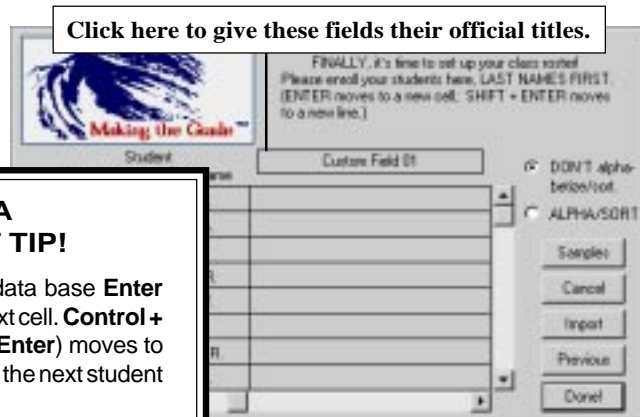 Click here to give these fields their official titles.
FINALLY, it's time to set up your class roster!
Please enroll your students here, LAST NAMES FIRST.
(ENTER moves to a new cell; SHIFT + ENTER moves
to a new line.)
Making the Grade™
Student
Custom Field 01
ame
DON'T alpha-
betize/sort.
ALPHA/SORT
Samples
Cancel
Import
Previous
Done!
A
TIP!
data base Enter
xt cell. Control +
Enter) moves to
the next student
R.
R.